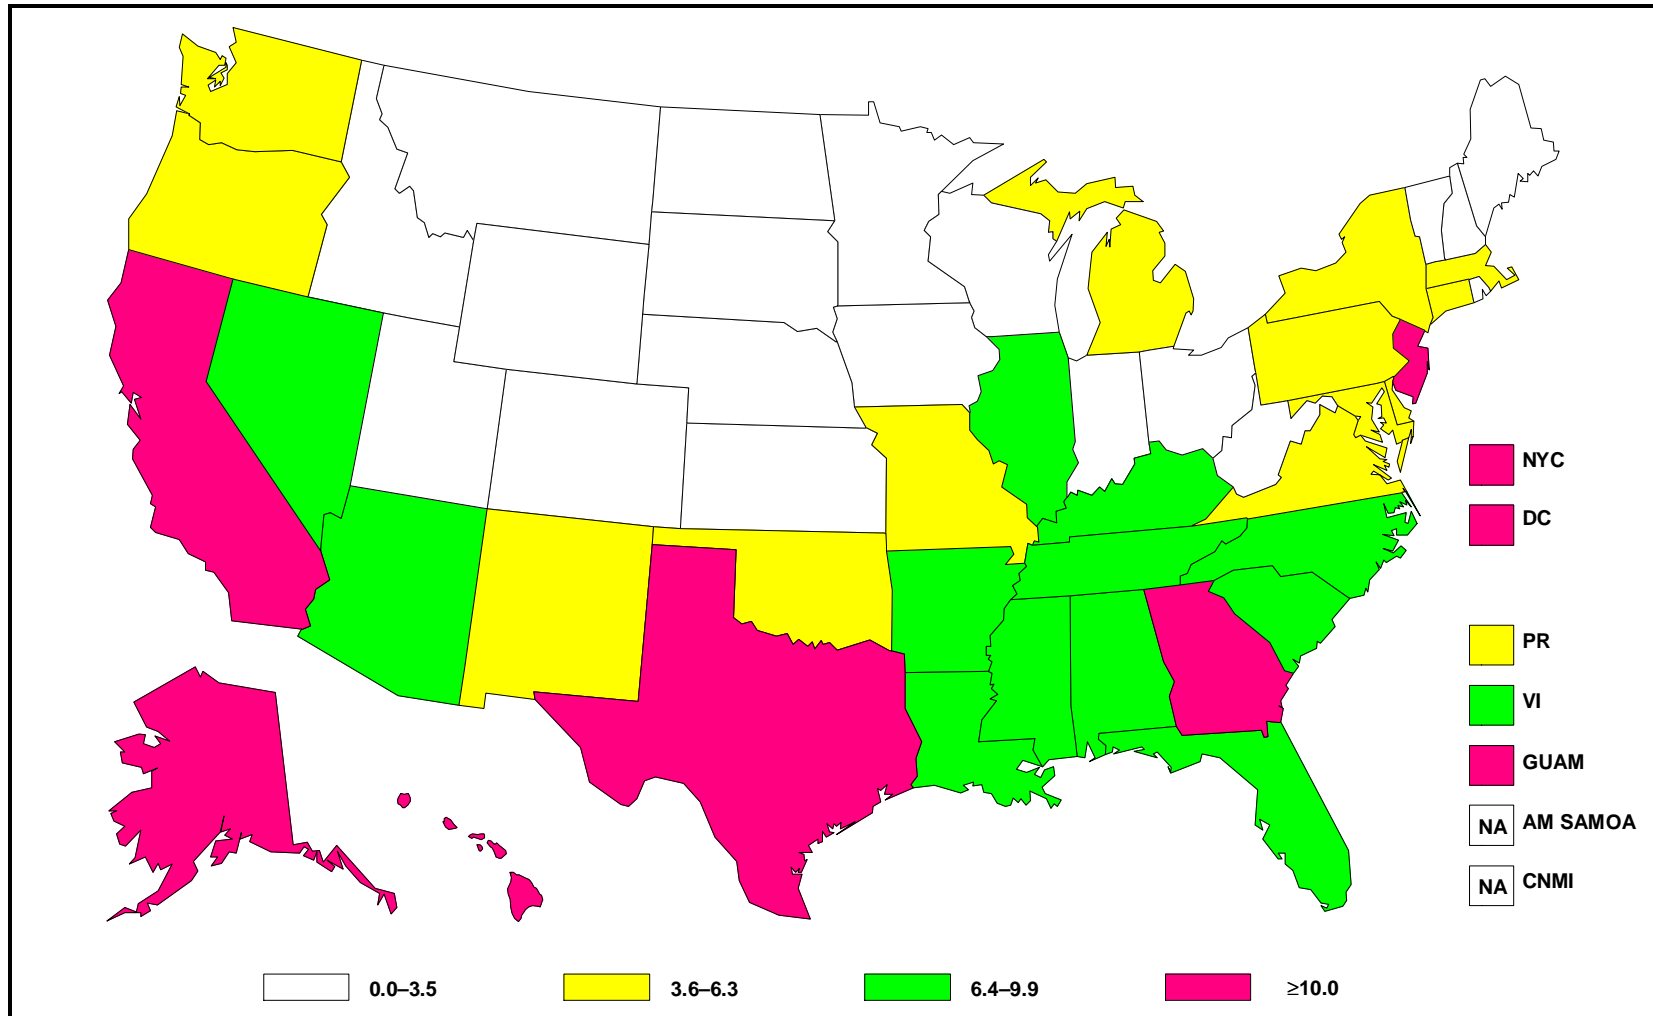 NYC
DC
PR
VI
GUAM
NA AM SAMOA
NA CNMI
0.0–3.5 3.6–6.3 6.4–9.9 ≥10.0